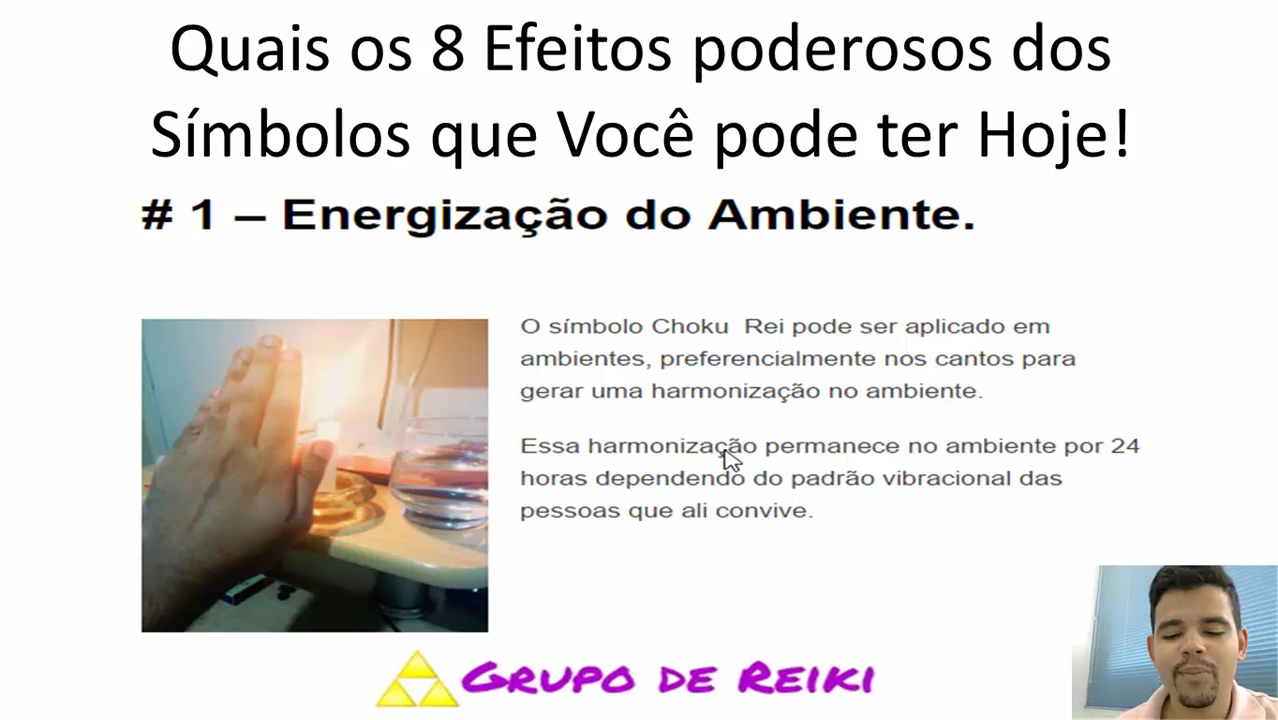 Quais os 8 Efeitos poderosos dos
Símbolos que Você pode ter Hoje!
# 1 – Energização do Ambiente.
O símbolo Choku Rei pode ser aplicado em
ambientes, preferencialmente nos cantos para
gerar uma harmonização no ambiente.
Essa harmonização permanece no ambiente por 24
horas dependendo do padrão vibracional das
pessoas que ali convive.
GRUPO DE REIKI